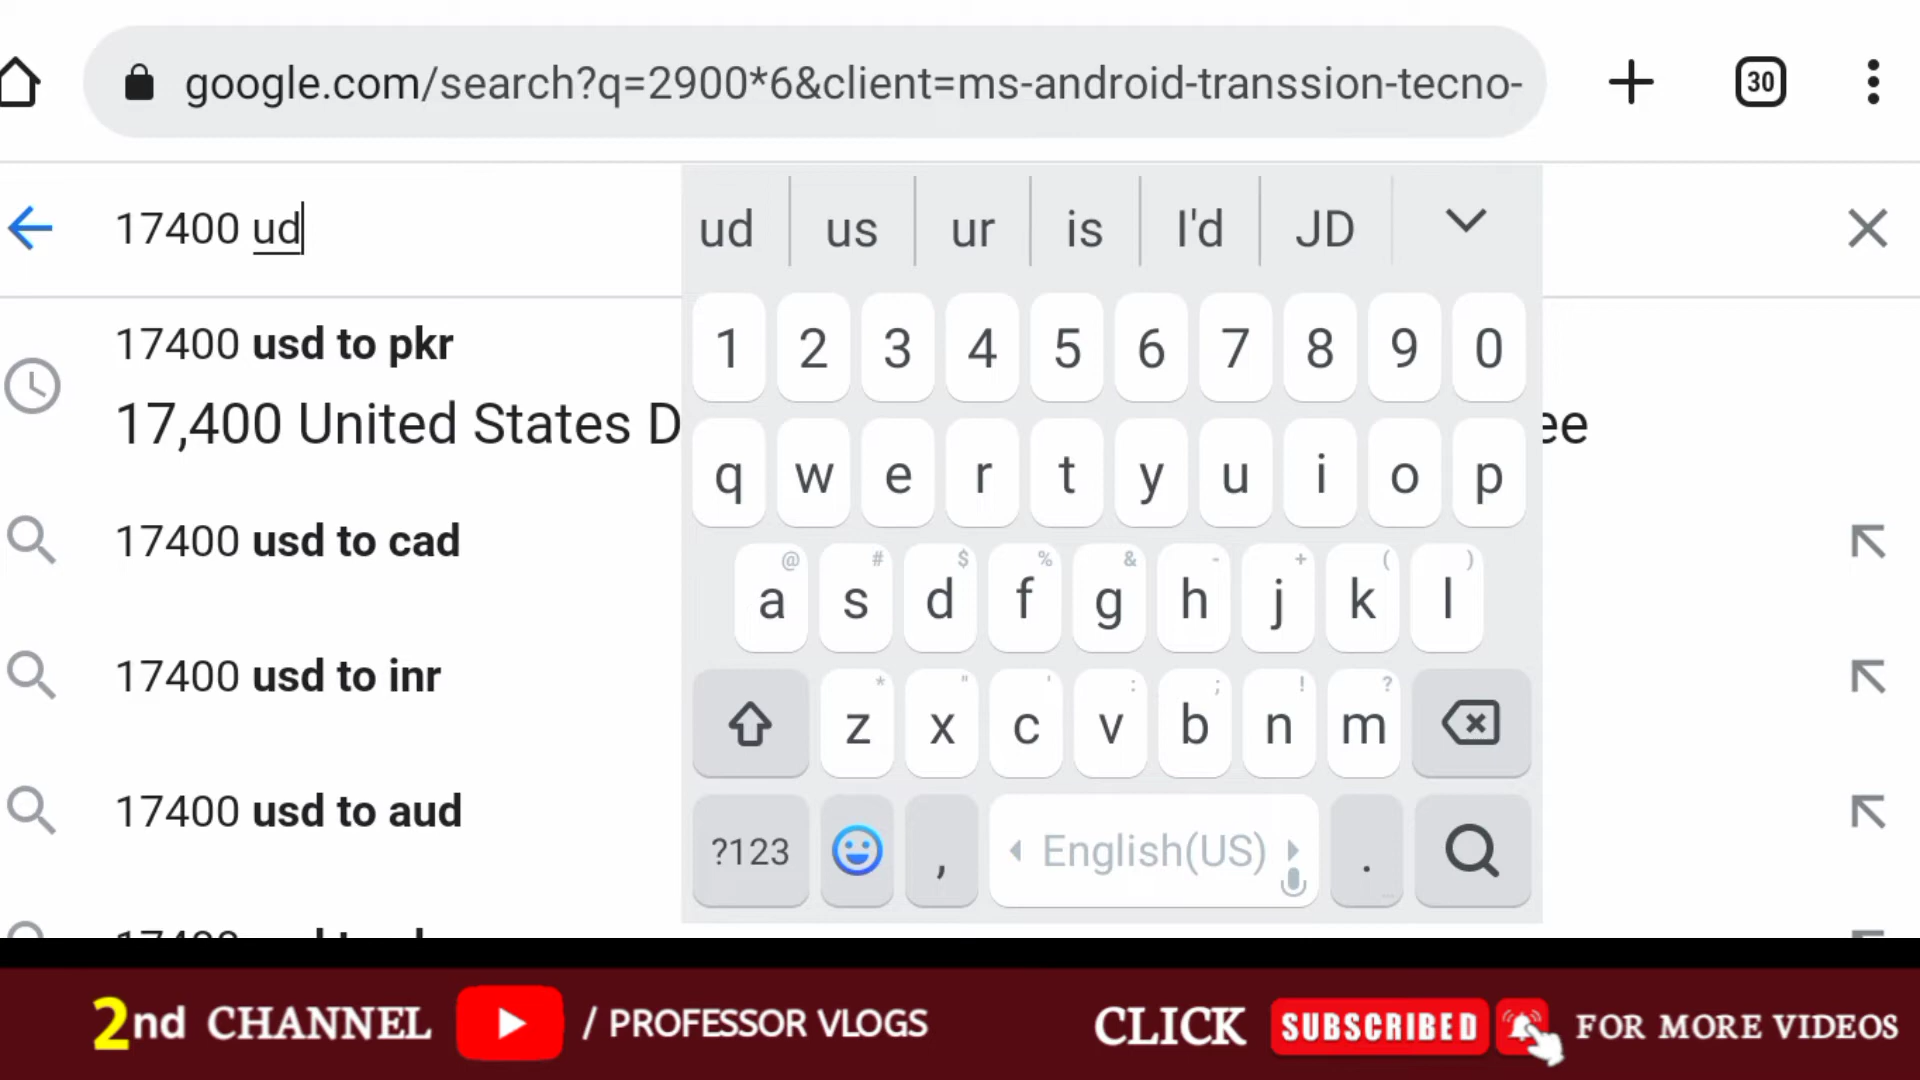 google.com/search?q=2900*6&client=ms-android-transsion-tecno-
30
17400 ud
ud us ur is I'd JD
17400 usd to pkr
17,400 United States D
ee
17400 usd to cad
17400 usd to inr
17400 usd to aud
1 2 3 4 5 6 7 8 9 0
q w e r t y u i o p
@ # $ % & - + ( )
a s d f g h j k l
* " ' : ; ! ?
z x c v b n m
?123 , English(US) .
2nd CHANNEL / PROFESSOR VLOGS CLICK SUBSCRIBED FOR MORE VIDEOS